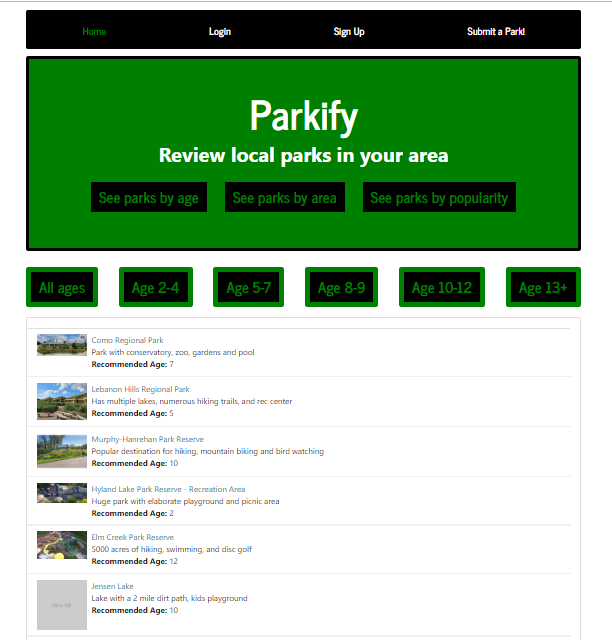 Home Login Sign Up Submit a Park!
Parkify
Review local parks in your area
See parks by age See parks by area See parks by popularity
All ages Age 2-4 Age 5-7 Age 8-9 Age 10-12 Age 13+
Como Regional Park
Park with conservatory, zoo, gardens and pool
Recommended Age: 7
Lebanon Hills Regional Park
Has multiple lakes, numerous hiking trails, and rec center
Recommended Age: 5
Murphy-Hanrehan Park Reserve
Popular destination for hiking, mountain biking and bird watching
Recommended Age: 10
Hyland Lake Park Reserve - Recreation Area
Huge park with elaborate playground and picnic area
Recommended Age: 2
Elm Creek Park Reserve
5000 acres of hiking, swimming, and disc golf
Recommended Age: 12
Jensen Lake
Lake with a 2 mile dirt path, kids playground
Recommended Age: 10